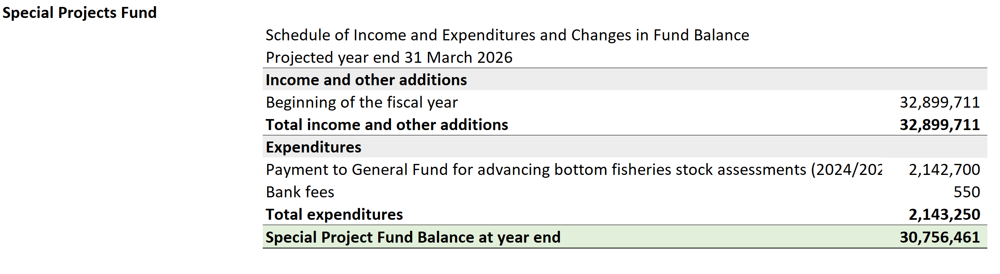 Special Projects Fund
Schedule of Income and Expenditures and Changes in Fund Balance
Projected year end 31 March 2026
Income and other additions
Beginning of the fiscal year 32,899,711
Total income and other additions 32,899,711
Expenditures
Payment to General Fund for advancing bottom fisheries stock assessments (2024/202 2,142,700
Bank fees 550
Total expenditures 2,143,250
Special Project Fund Balance at year end 30,756,461